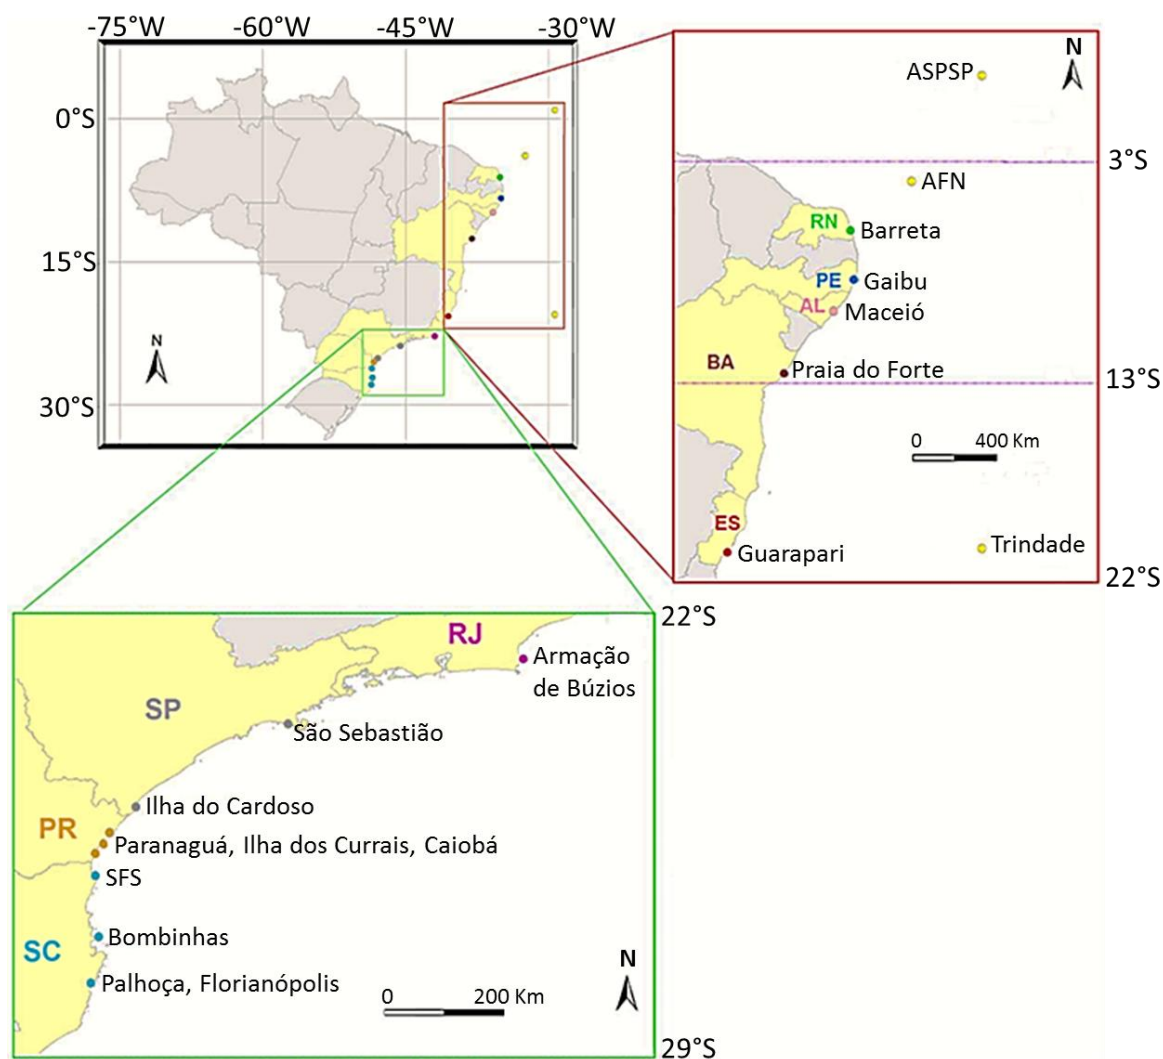 -75°W -60°W -45°W -30°W
0°S
15°S
30°S
N
N
ASPSP
3°S
AFN
RN
Barreta
PE
Gaibu
AL
Maceió
BA
Praia do Forte
13°S
0 400 Km
ES
Guarapari
Trindade
22°S
22°S
RJ
Armação
de Búzios
SP
São Sebastião
Ilha do Cardoso
PR
Paranaguá, Ilha dos Currais, Caiobá
SFS
SC
Bombinhas
Palhoça, Florianópolis
0 200 Km
N
29°S